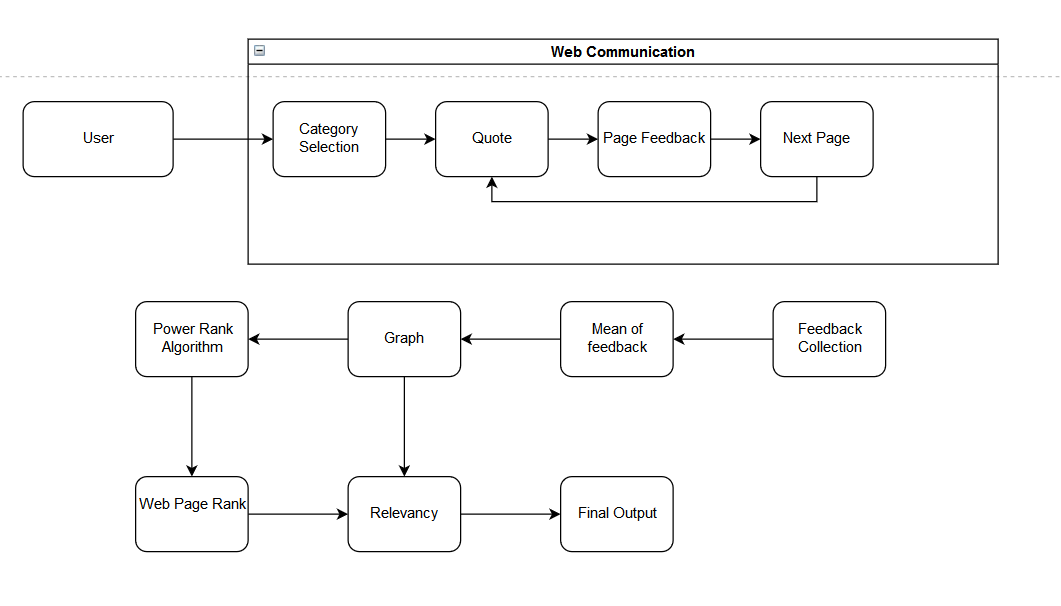 Web Communication
User
Category
Selection
Quote
Page Feedback
Next Page
Power Rank
Algorithm
Graph
Mean of
feedback
Feedback
Collection
Web Page Rank
Relevancy
Final Output